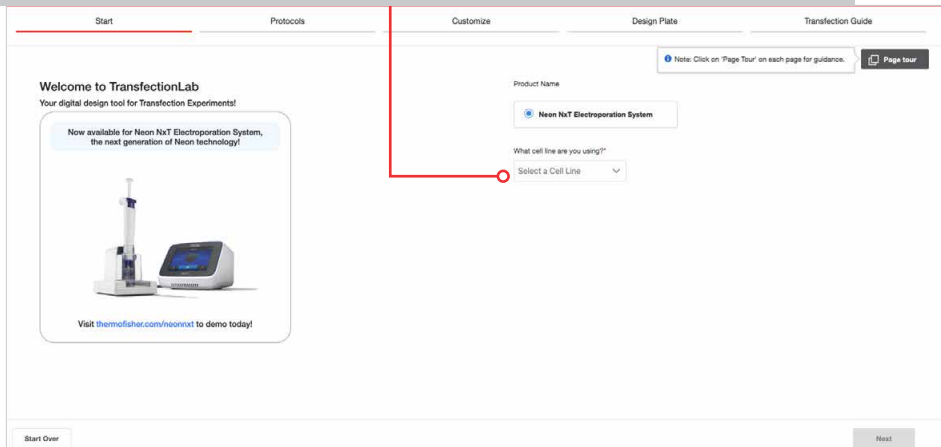 Start
Protocols
Customize
Design Plate
Transfection Guide
Note: Click on 'Page Tour' on each page for guidance.
Page tour
Welcome to TransfectionLab
Your digital design tool for Transfection Experiments!
Now available for Neon NxT Electroporation System,
the next generation of Neon technology!
Visit thermofisher.com/neonnxt to demo today!
Product Name
Neon NxT Electroporation System
What cell line are you using?*
Select a Cell Line
Start Over
Next